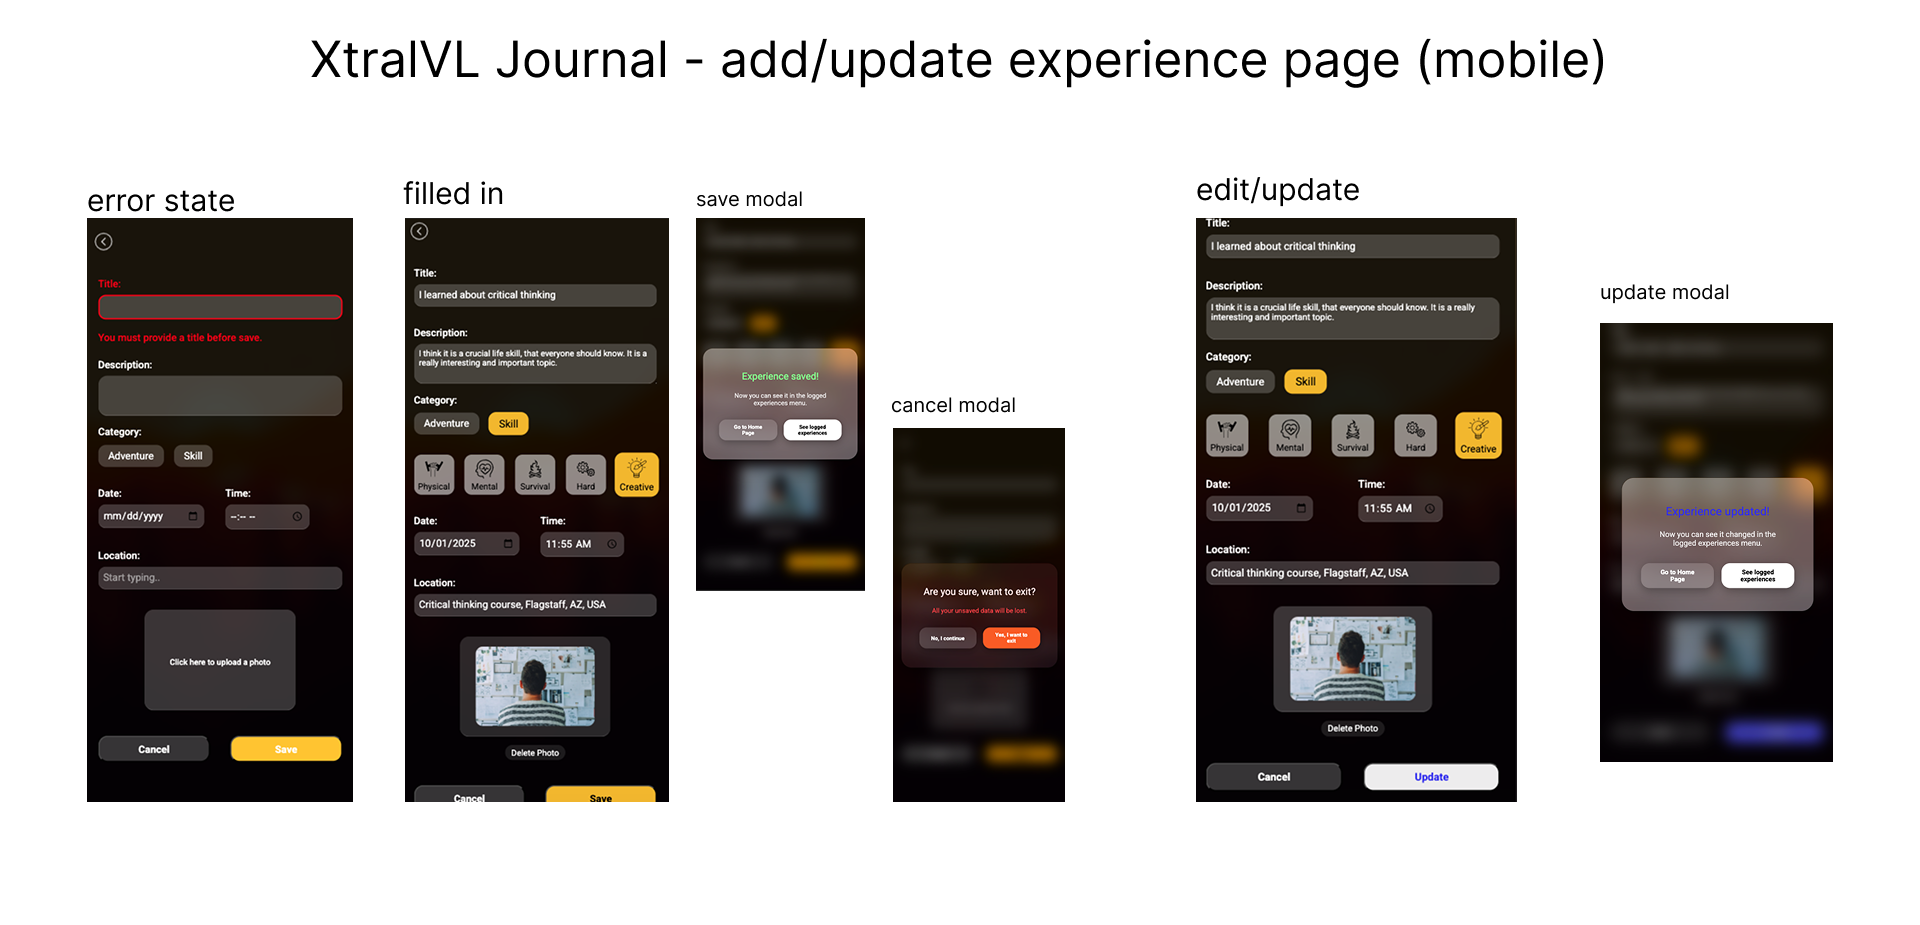 XtralVL Journal - add/update experience page (mobile)
error state
Title:
You must provide a title before save.
Description:
Category:
Adventure Skill
Date: Time:
mm/dd/yyyy --:-- --
Location:
Start typing..
Click here to upload a photo
Cancel Save
filled in
Title:
I learned about critical thinking
Description:
I think it is a crucial life skill, that everyone should know. It is a
really interesting and important topic.
Category:
Adventure Skill
Physical Mental Survival Hard Creative
Date: Time:
10/01/2025 11:55 AM
Location:
Critical thinking course, Flagstaff, AZ, USA
Delete Photo
Cancel Save
save modal
Experience saved!
Now you can see it in the logged
experiences menu.
Go to Home
Page
See logged
experiences
cancel modal
Are you sure, want to exit?
All your unsaved data will be lost.
No, I continue
Yes, I want to
exit
edit/update
Title:
I learned about critical thinking
Description:
I think it is a crucial life skill, that everyone should know. It is a really
interesting and important topic.
Category:
Adventure Skill
Physical Mental Survival Hard Creative
Date: Time:
10/01/2025 11:55 AM
Location:
Critical thinking course, Flagstaff, AZ, USA
Delete Photo
Cancel Update
update modal
Experience updated!
Now you can see it changed in the
logged experiences menu.
Go to Home
Page
See logged
experiences